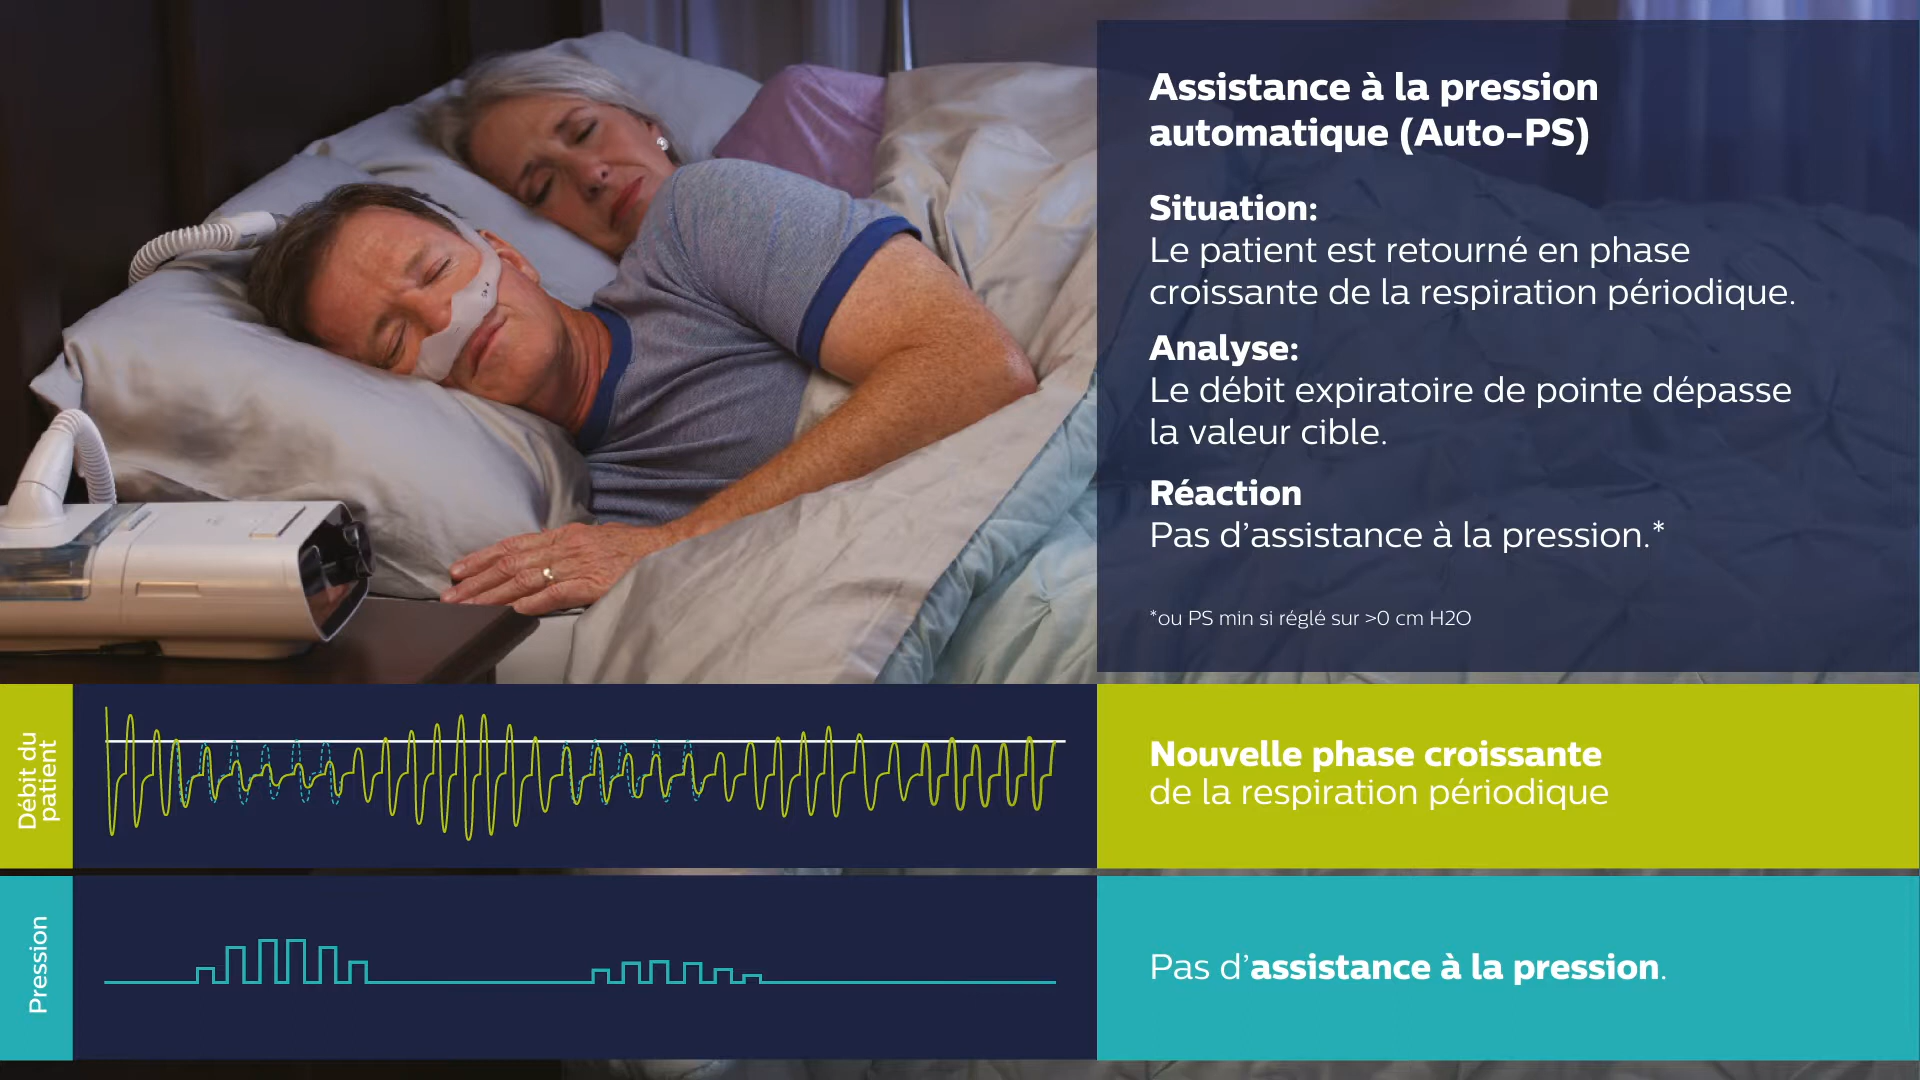 Assistance à la pression
automatique (Auto-PS)
Situation:
Le patient est retourné en phase
croissante de la respiration périodique.
Analyse:
Le débit expiratoire de pointe dépasse
la valeur cible.
Réaction
Pas d’assistance à la pression.*
*ou PS min si réglé sur >0 cm H2O
Débit du
patient
Nouvelle phase croissante
de la respiration périodique
Pression
Pas d’assistance à la pression.